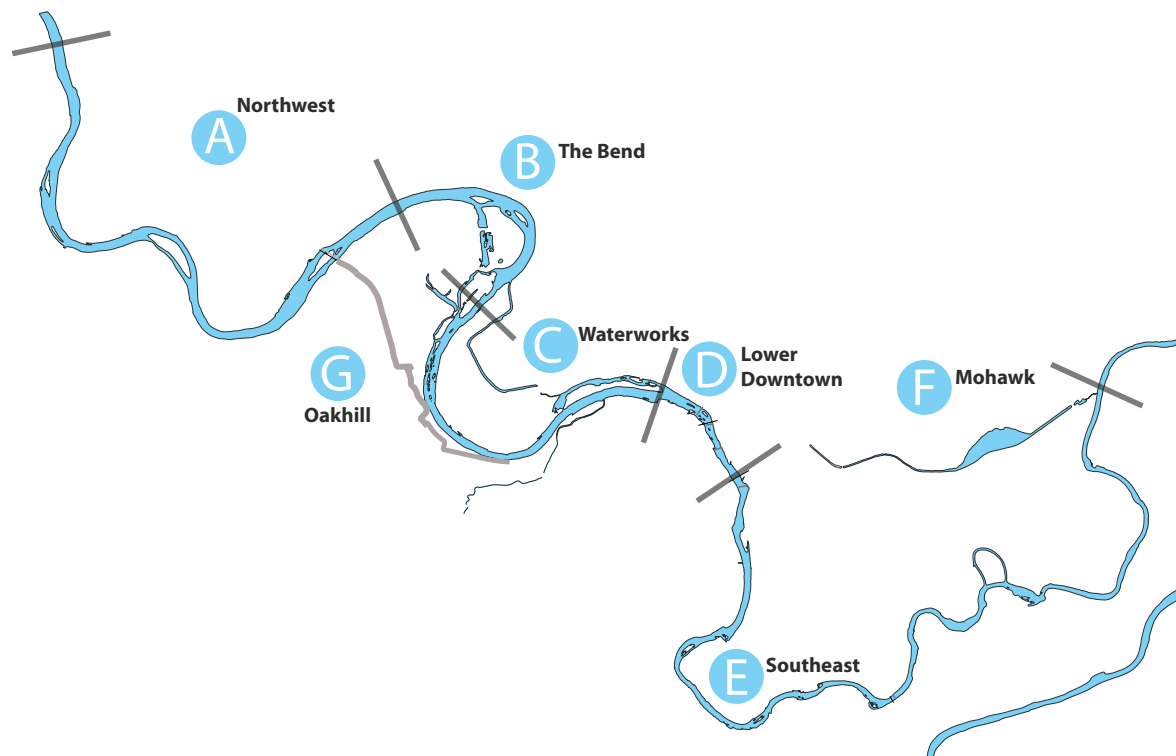 A
Northwest
B
The Bend
C
Waterworks
D
Lower
Downtown
F
Mohawk
G
Oakhill
E
Southeast